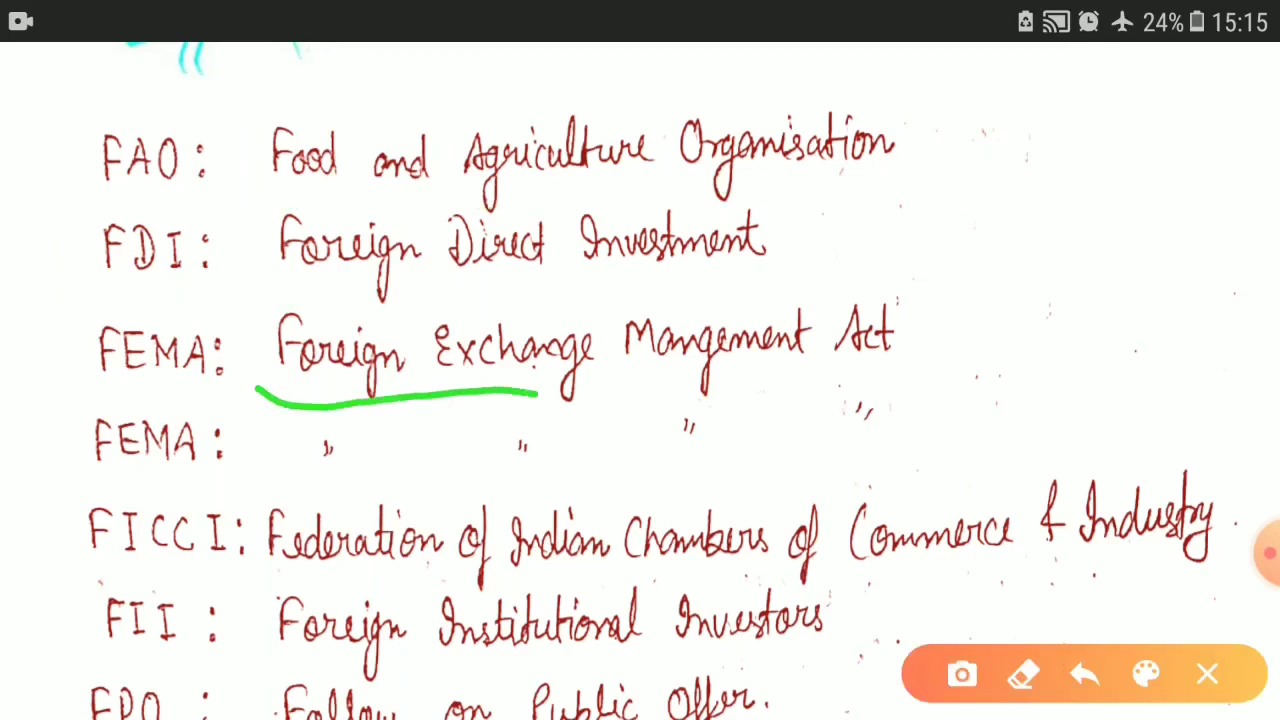 24% 15:15
FAO: Food and Agriculture Organisation
FDI: Foreign Direct Investment
FEMA: Foreign Exchange Mangement Act
FEMA: " " " "
FICCI: Federation of Indian Chambers of Commerce & Industry.
FII: Foreign Institutional Investors
FPO: Follow on Public Offer.